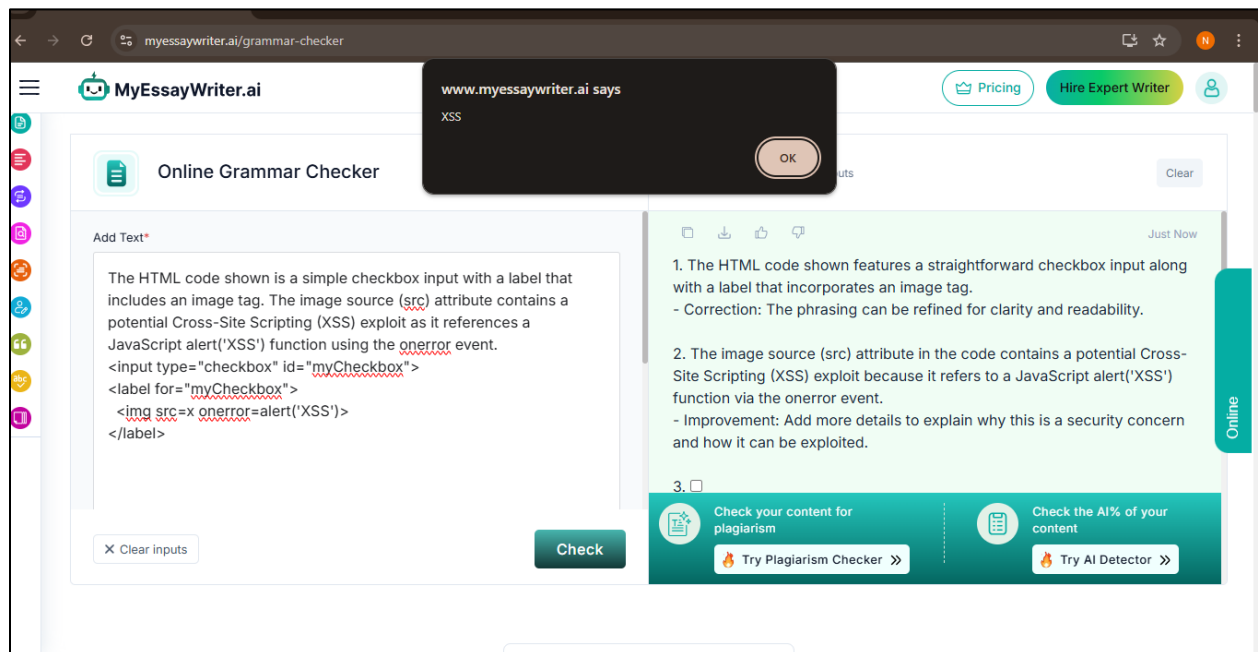 myessaywriter.ai/grammar-checker
N
MyEssayWriter.ai
www.myessaywriter.ai says
XSS
OK
Pricing
Hire Expert Writer
Online Grammar Checker
Clear
Add Text*
The HTML code shown is a simple checkbox input with a label that
includes an image tag. The image source (src) attribute contains a
potential Cross-Site Scripting (XSS) exploit as it references a
JavaScript alert('XSS') function using the onerror event.
<input type="checkbox" id="myCheckbox">
<label for="myCheckbox">
<img src=x onerror=alert('XSS')>
</label>
Clear inputs
Check
Just Now
1. The HTML code shown features a straightforward checkbox input along
with a label that incorporates an image tag.
- Correction: The phrasing can be refined for clarity and readability.
2. The image source (src) attribute in the code contains a potential Cross-
Site Scripting (XSS) exploit because it refers to a JavaScript alert('XSS')
function via the onerror event.
- Improvement: Add more details to explain why this is a security concern
and how it can be exploited.
3.
Check your content for
plagiarism
Try Plagiarism Checker
Check the AI% of your
content
Try AI Detector
Online